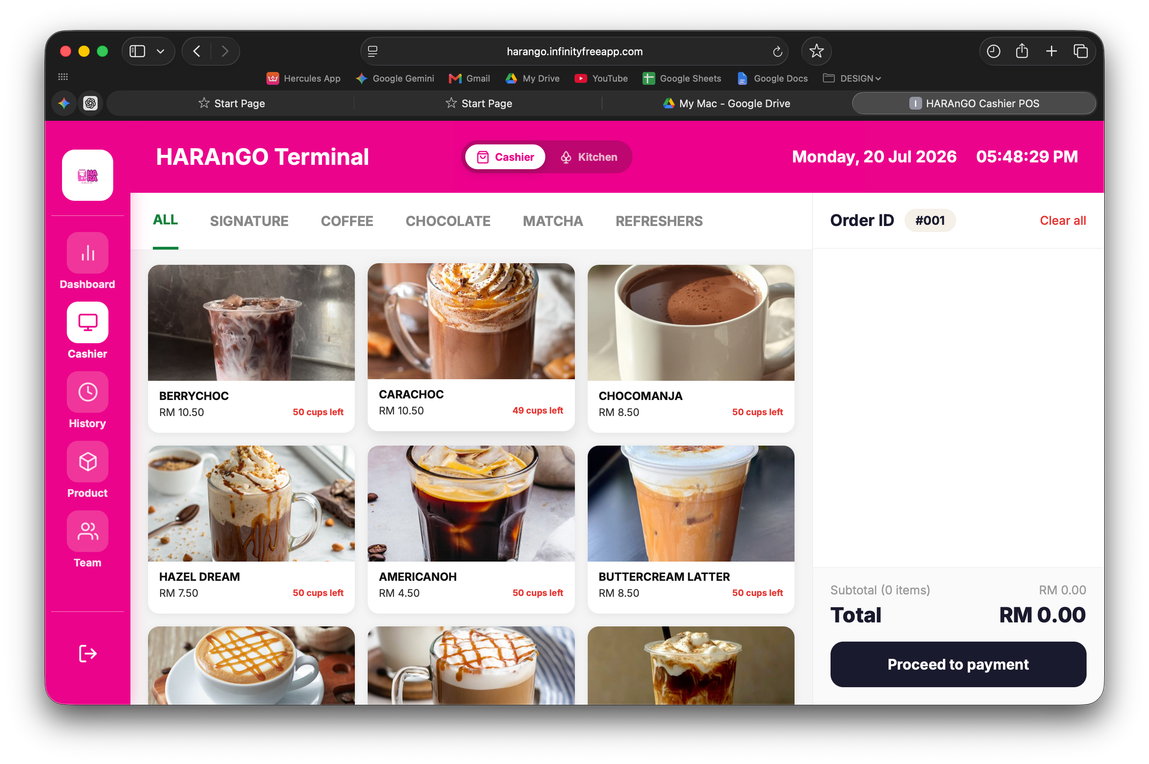 harango.infinityfreeapp.com
Hercules App
Google Gemini
Gmail
My Drive
YouTube
Google Sheets
Google Docs
DESIGN
Start Page
Start Page
My Mac - Google Drive
I HARAnGO Cashier POS
HARAnGO Terminal
Cashier
Kitchen
Monday, 20 Jul 2026
05:48:29 PM
Dashboard
Cashier
History
Product
Team
ALL
SIGNATURE
COFFEE
CHOCOLATE
MATCHA
REFRESHERS
BERRYCHOC
RM 10.50
50 cups left
CARACHOC
RM 10.50
49 cups left
CHOCOMANJA
RM 8.50
50 cups left
HAZEL DREAM
RM 7.50
50 cups left
AMERICANOH
RM 4.50
50 cups left
BUTTERCREAM LATTER
RM 8.50
50 cups left
Order ID
#001
Clear all
Subtotal (0 items)
RM 0.00
Total
RM 0.00
Proceed to payment